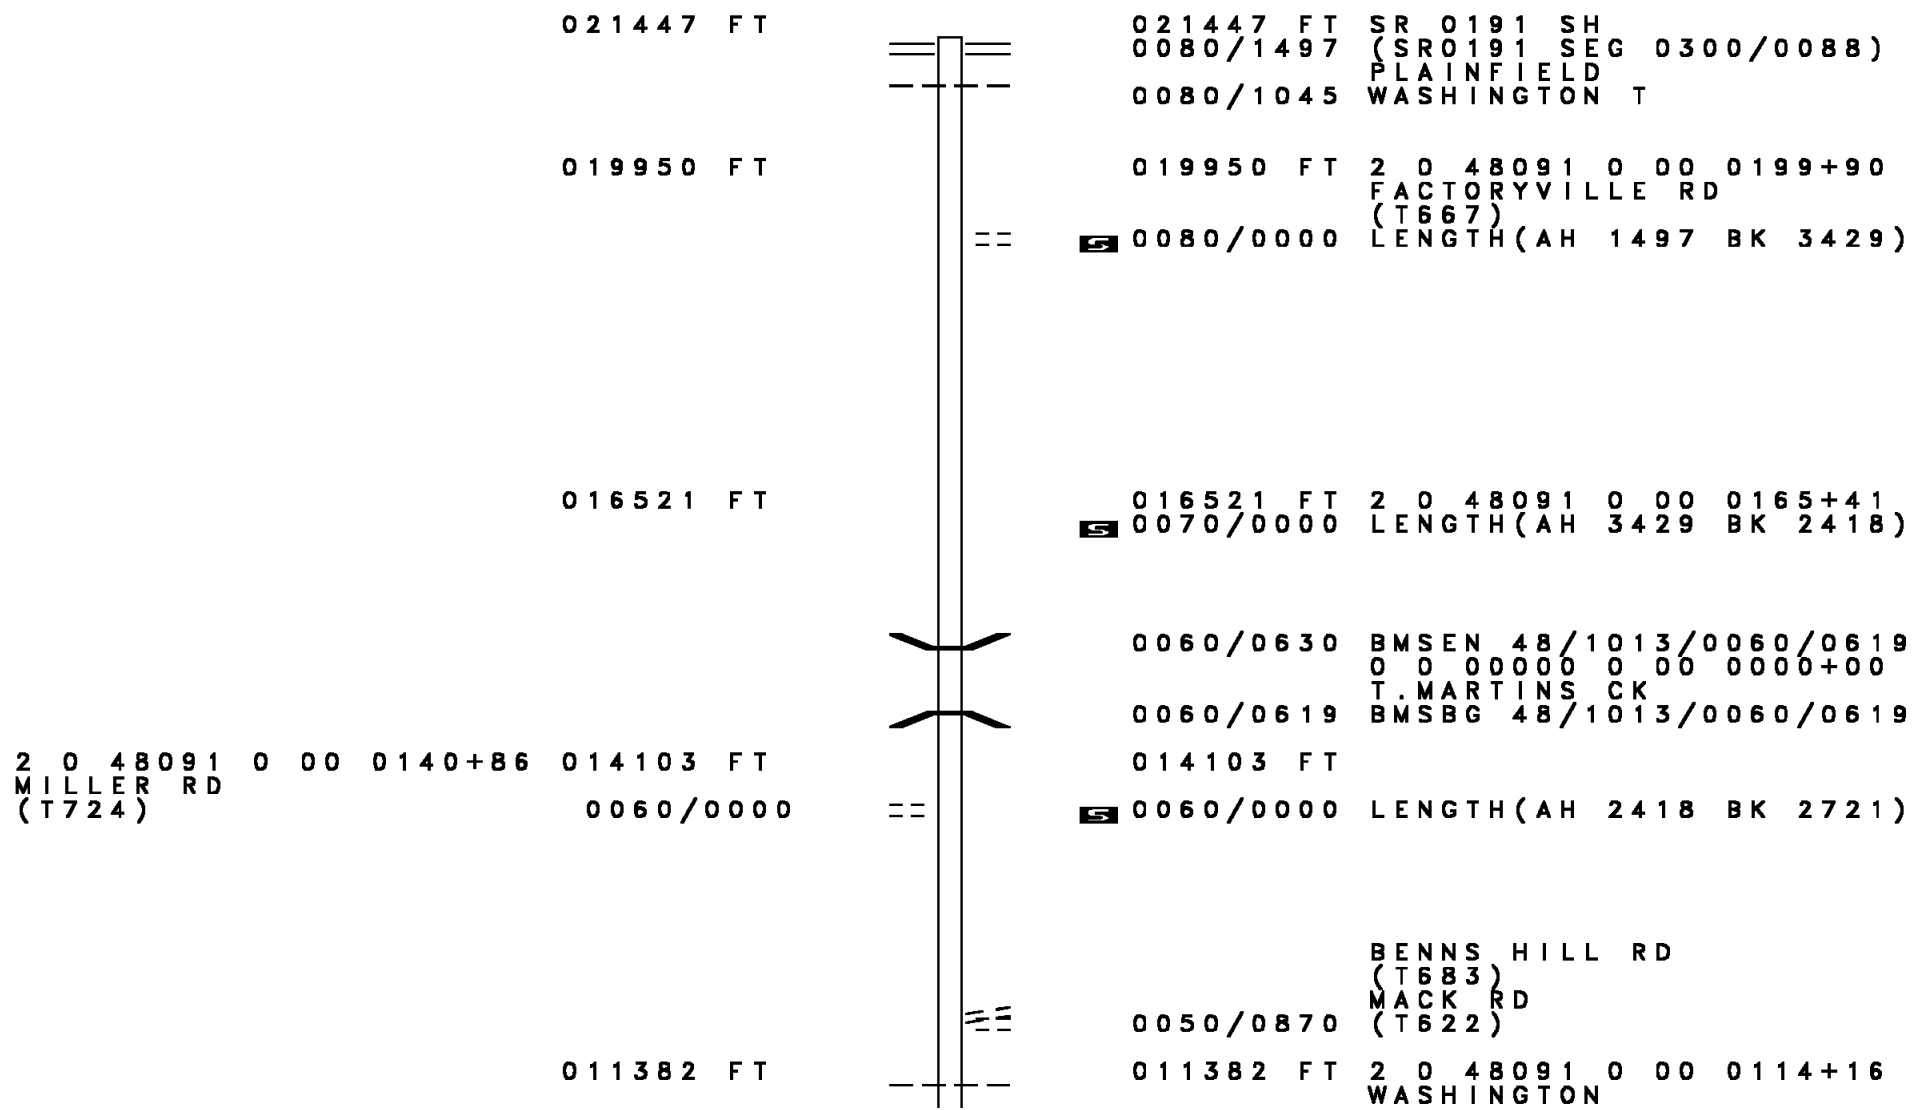 021447 FT 021447 FT SR 0191 SH
0080/1497 (SR0191 SEG 0300/0088)
PLAINFIELD
0080/1045 WASHINGTON T
019950 FT 019950 FT 2 0 48091 0 00 0199+90
FACTORYVILLE RD
(T667)
S 0080/0000 LENGTH(AH 1497 BK 3429)
016521 FT 016521 FT 2 0 48091 0 00 0165+41
S 0070/0000 LENGTH(AH 3429 BK 2418)
0060/0630 BMSEN 48/1013/0060/0619
0 0 00000 0 00 0000+00
T.MARTINS CK
0060/0619 BMSBG 48/1013/0060/0619
2 0 48091 0 00 0140+86 014103 FT 014103 FT
MILLER RD
(T724) 0060/0000 S 0060/0000 LENGTH(AH 2418 BK 2721)
BENNS HILL RD
(T683)
MACK RD
0050/0870 (T622)
011382 FT 011382 FT 2 0 48091 0 00 0114+16
WASHINGTON